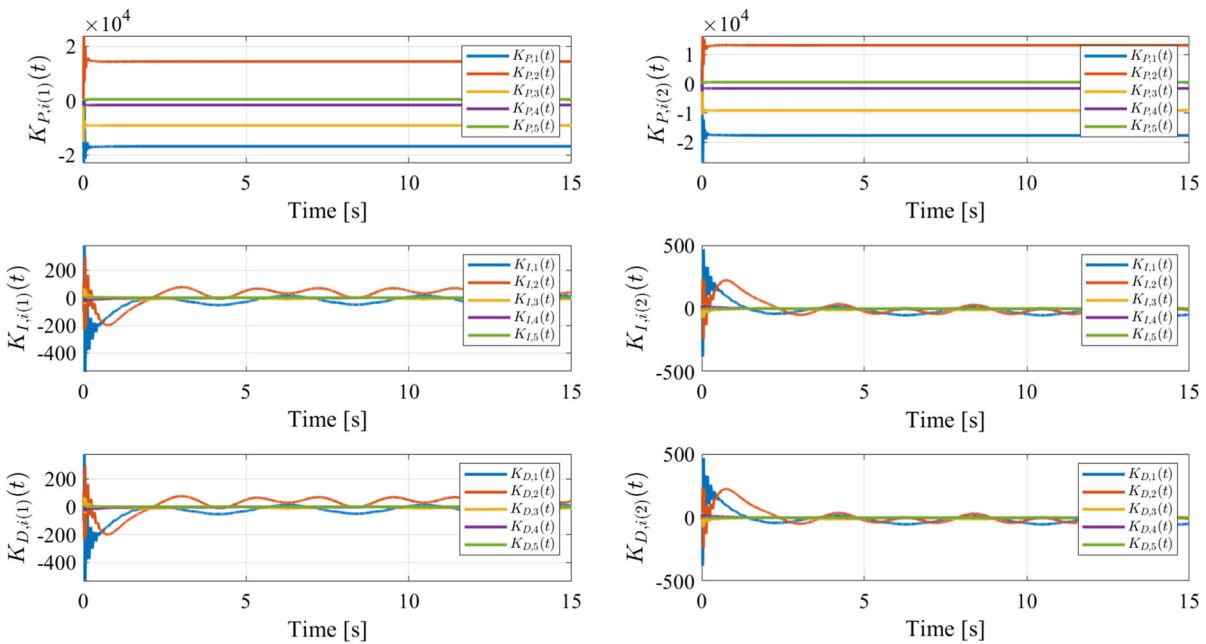 ×10⁴
2
0
-2
K_{P,i(1)}(t)
K_{P,1}(t)
K_{P,2}(t)
K_{P,3}(t)
K_{P,4}(t)
K_{P,5}(t)
0 5 10 15
Time [s]
×10⁴
1
0
-1
-2
K_{P,i(2)}(t)
K_{P,1}(t)
K_{P,2}(t)
K_{P,3}(t)
K_{P,4}(t)
K_{P,5}(t)
0 5 10 15
Time [s]
200
0
-200
-400
K_{I,i(1)}(t)
K_{I,1}(t)
K_{I,2}(t)
K_{I,3}(t)
K_{I,4}(t)
K_{I,5}(t)
0 5 10 15
Time [s]
500
0
-500
K_{I,i(2)}(t)
K_{I,1}(t)
K_{I,2}(t)
K_{I,3}(t)
K_{I,4}(t)
K_{I,5}(t)
0 5 10 15
Time [s]
200
0
-200
-400
K_{D,i(1)}(t)
K_{D,1}(t)
K_{D,2}(t)
K_{D,3}(t)
K_{D,4}(t)
K_{D,5}(t)
0 5 10 15
Time [s]
500
0
-500
K_{D,i(2)}(t)
K_{D,1}(t)
K_{D,2}(t)
K_{D,3}(t)
K_{D,4}(t)
K_{D,5}(t)
0 5 10 15
Time [s]